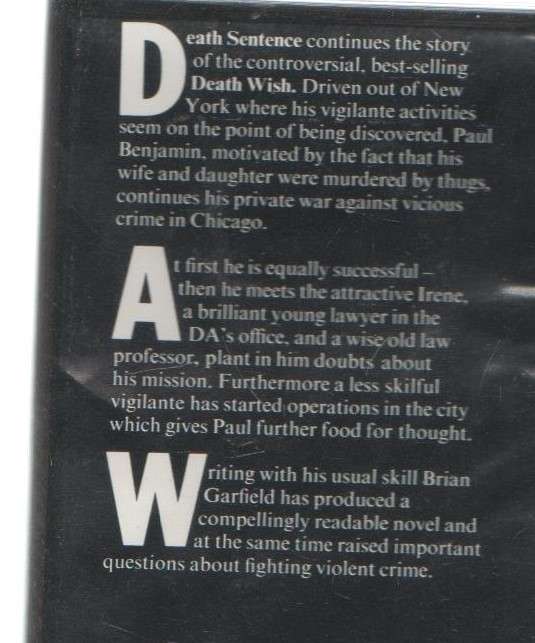 Death Sentence continues the story
of the controversial, best-selling
Death Wish. Driven out of New
York where his vigilante activities
seem on the point of being discovered, Paul
Benjamin, motivated by the fact that his
wife and daughter were murdered by thugs,
continues his private war against vicious
crime in Chicago.
At first he is equally successful –
then he meets the attractive Irene,
a brilliant young lawyer in the
DA's office, and a wise old law
professor, plant in him doubts about
his mission. Furthermore a less skilful
vigilante has started operations in the city
which gives Paul further food for thought.
Writing with his usual skill Brian
Garfield has produced a
compellingly readable novel and
at the same time raised important
questions about fighting violent crime.